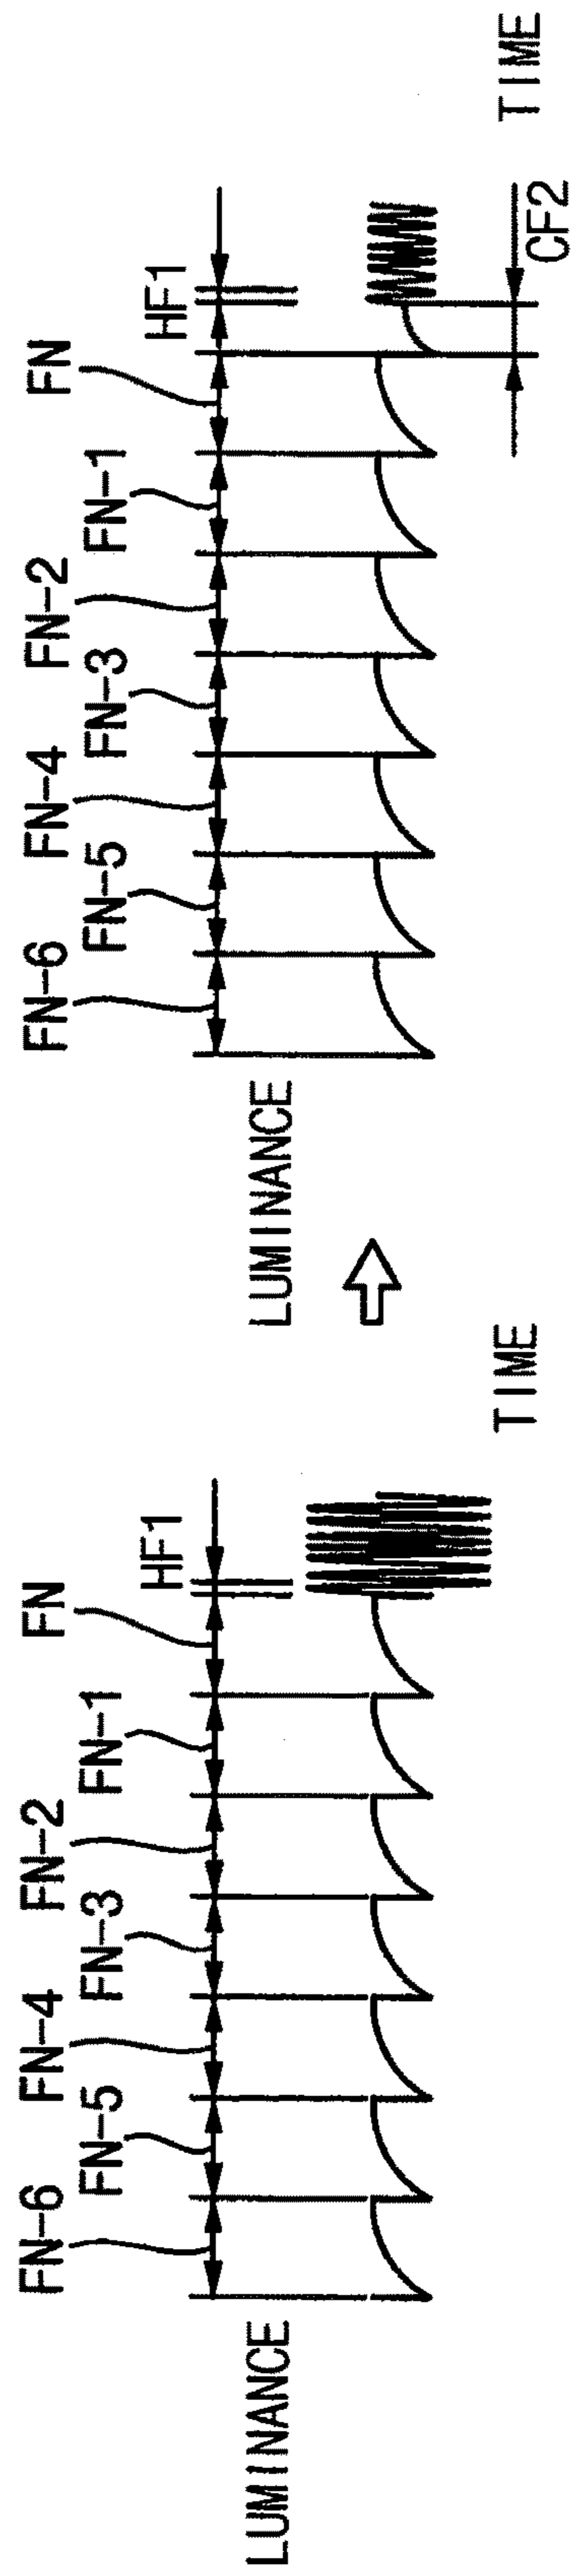 FN-6
FN-5
FN-4
FN-3
FN-2
FN-1
FN
HF1
LUMINANCE
TIME
FN-6
FN-5
FN-4
FN-3
FN-2
FN-1
FN
HF1
LUMINANCE
CF2
TIME